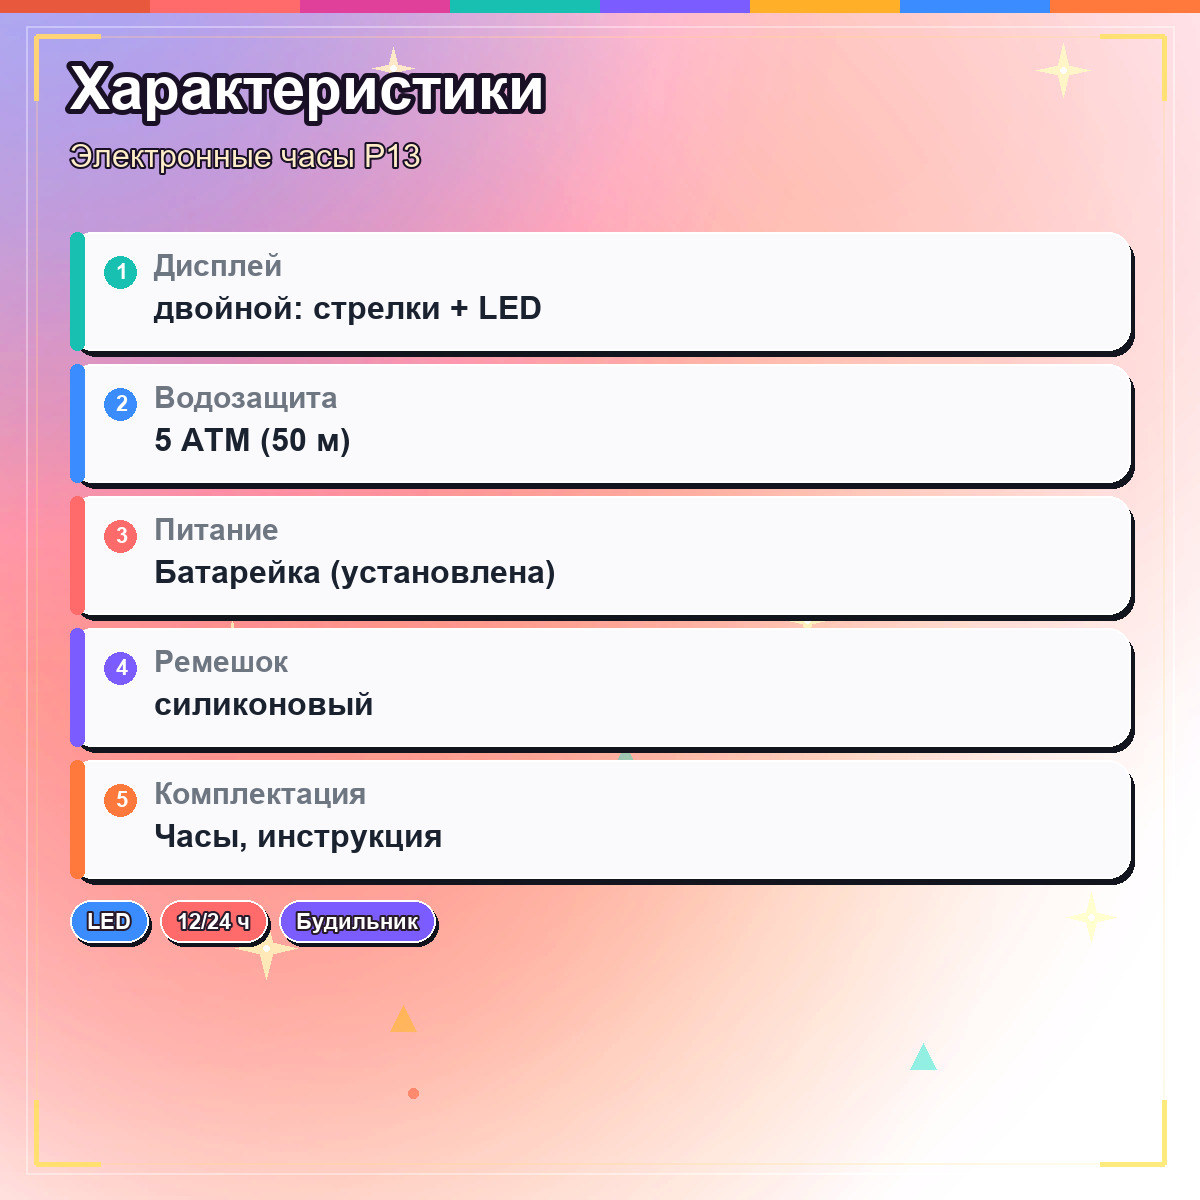 Характеристики
Электронные часы P13
1 Дисплей
двойной: стрелки + LED
2 Водозащита
5 ATM (50 м)
3 Питание
Батарейка (установлена)
4 Ремешок
силиконовый
5 Комплектация
Часы, инструкция
LED 12/24 ч Будильник